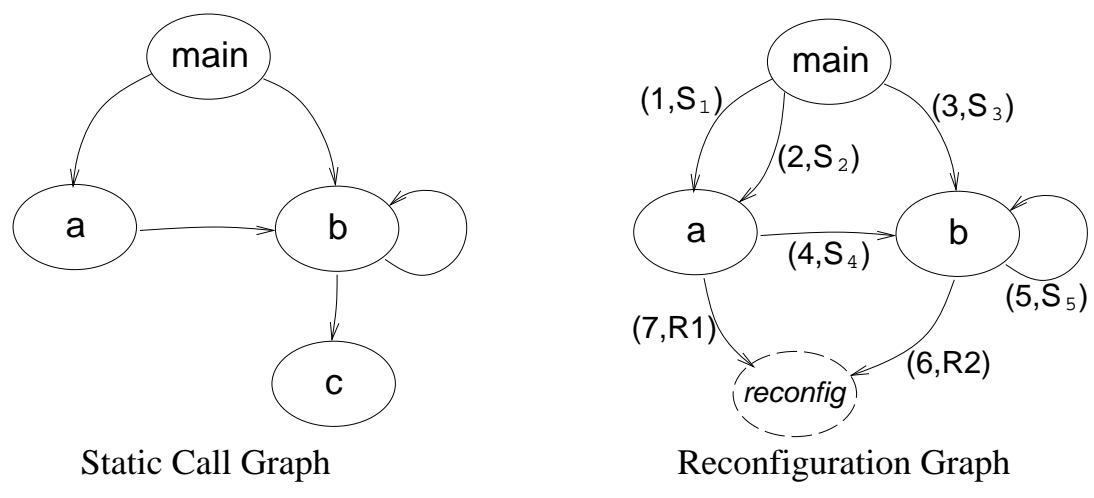 main
a
b
c
Static Call Graph
main
(1,S₁)
(3,S₃)
(2,S₂)
a
b
(4,S₄)
(5,S₅)
(7,R1)
(6,R2)
reconfig
Reconfiguration Graph